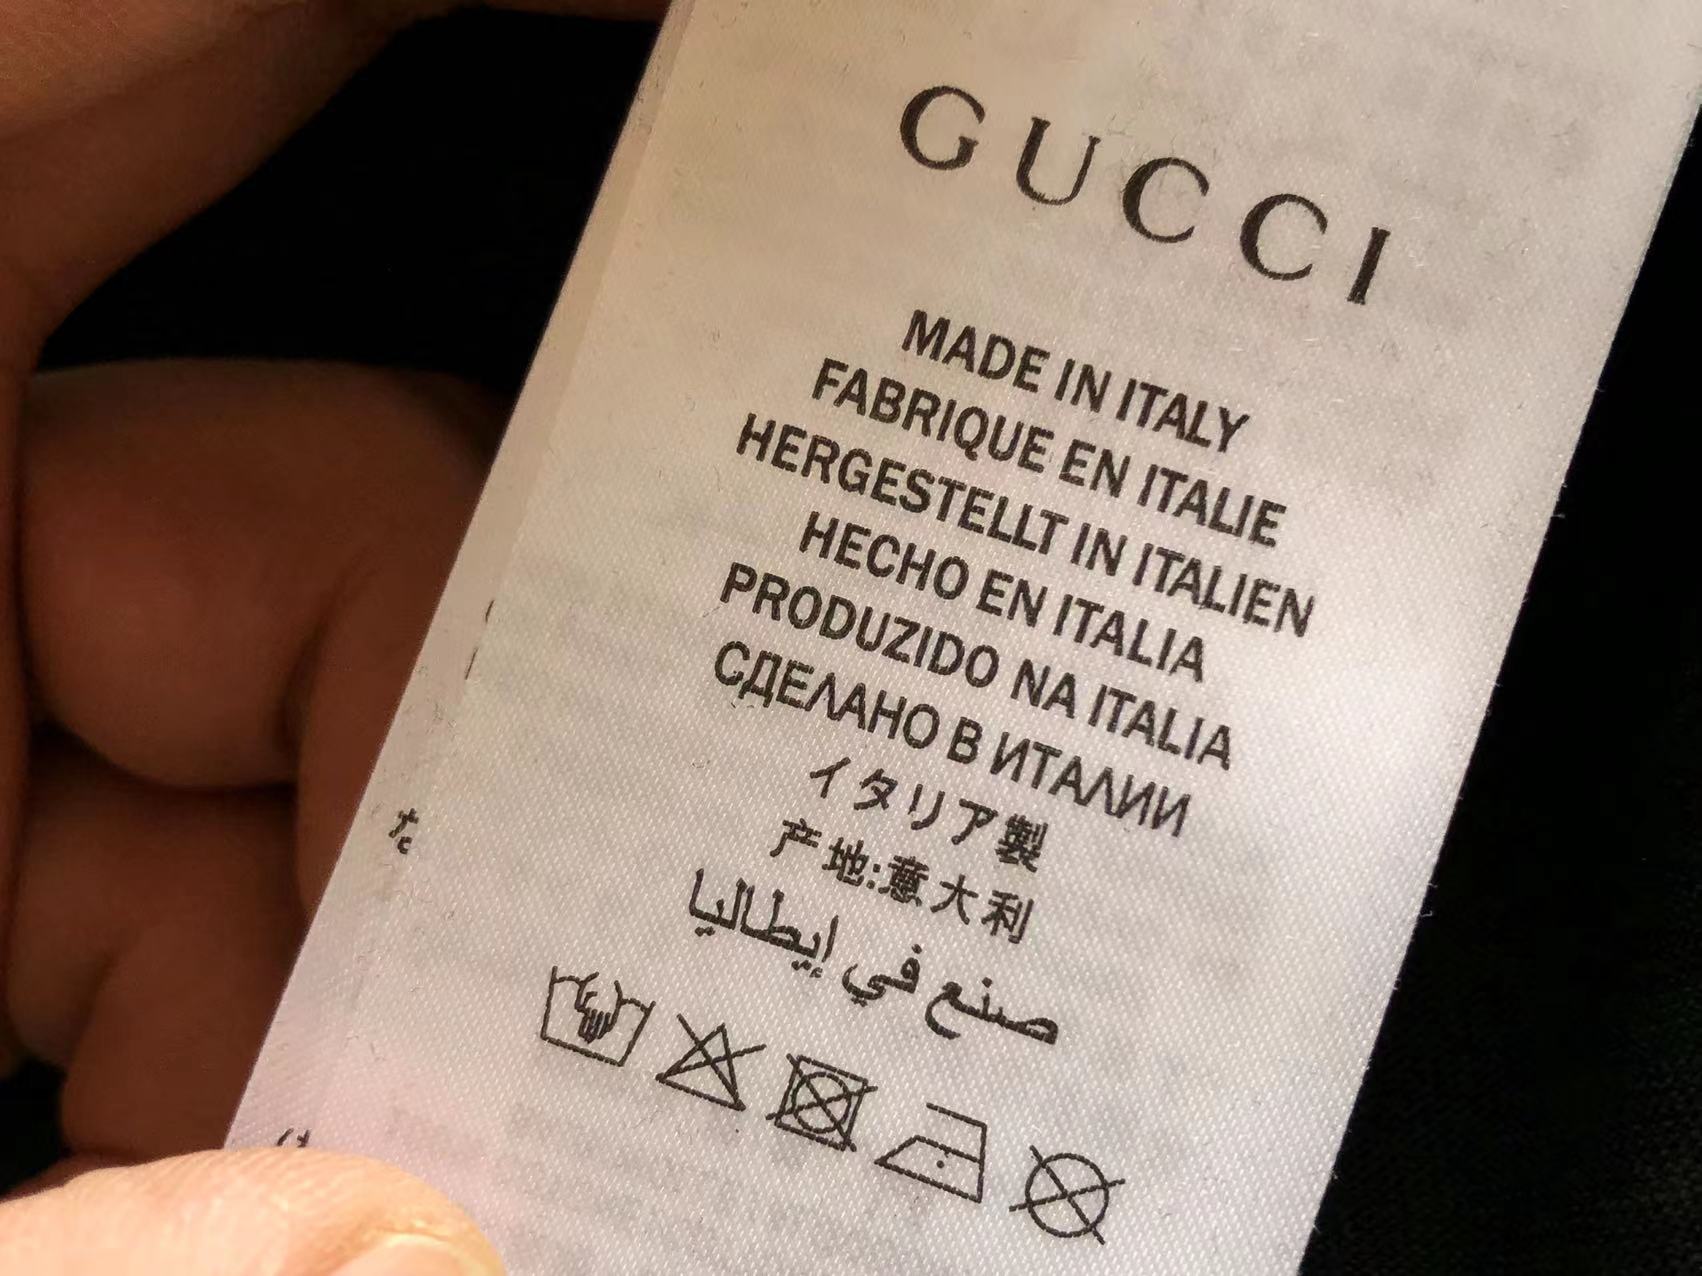 GUCCI
MADE IN ITALY
FABRIQUE EN ITALIE
HERGESTELLT IN ITALIEN
HECHO EN ITALIA
PRODUZIDO NA ITALIA
СДЕЛАНО В ИТАЛИИ
イタリア製
产地:意大利
صنع في إيطاليا